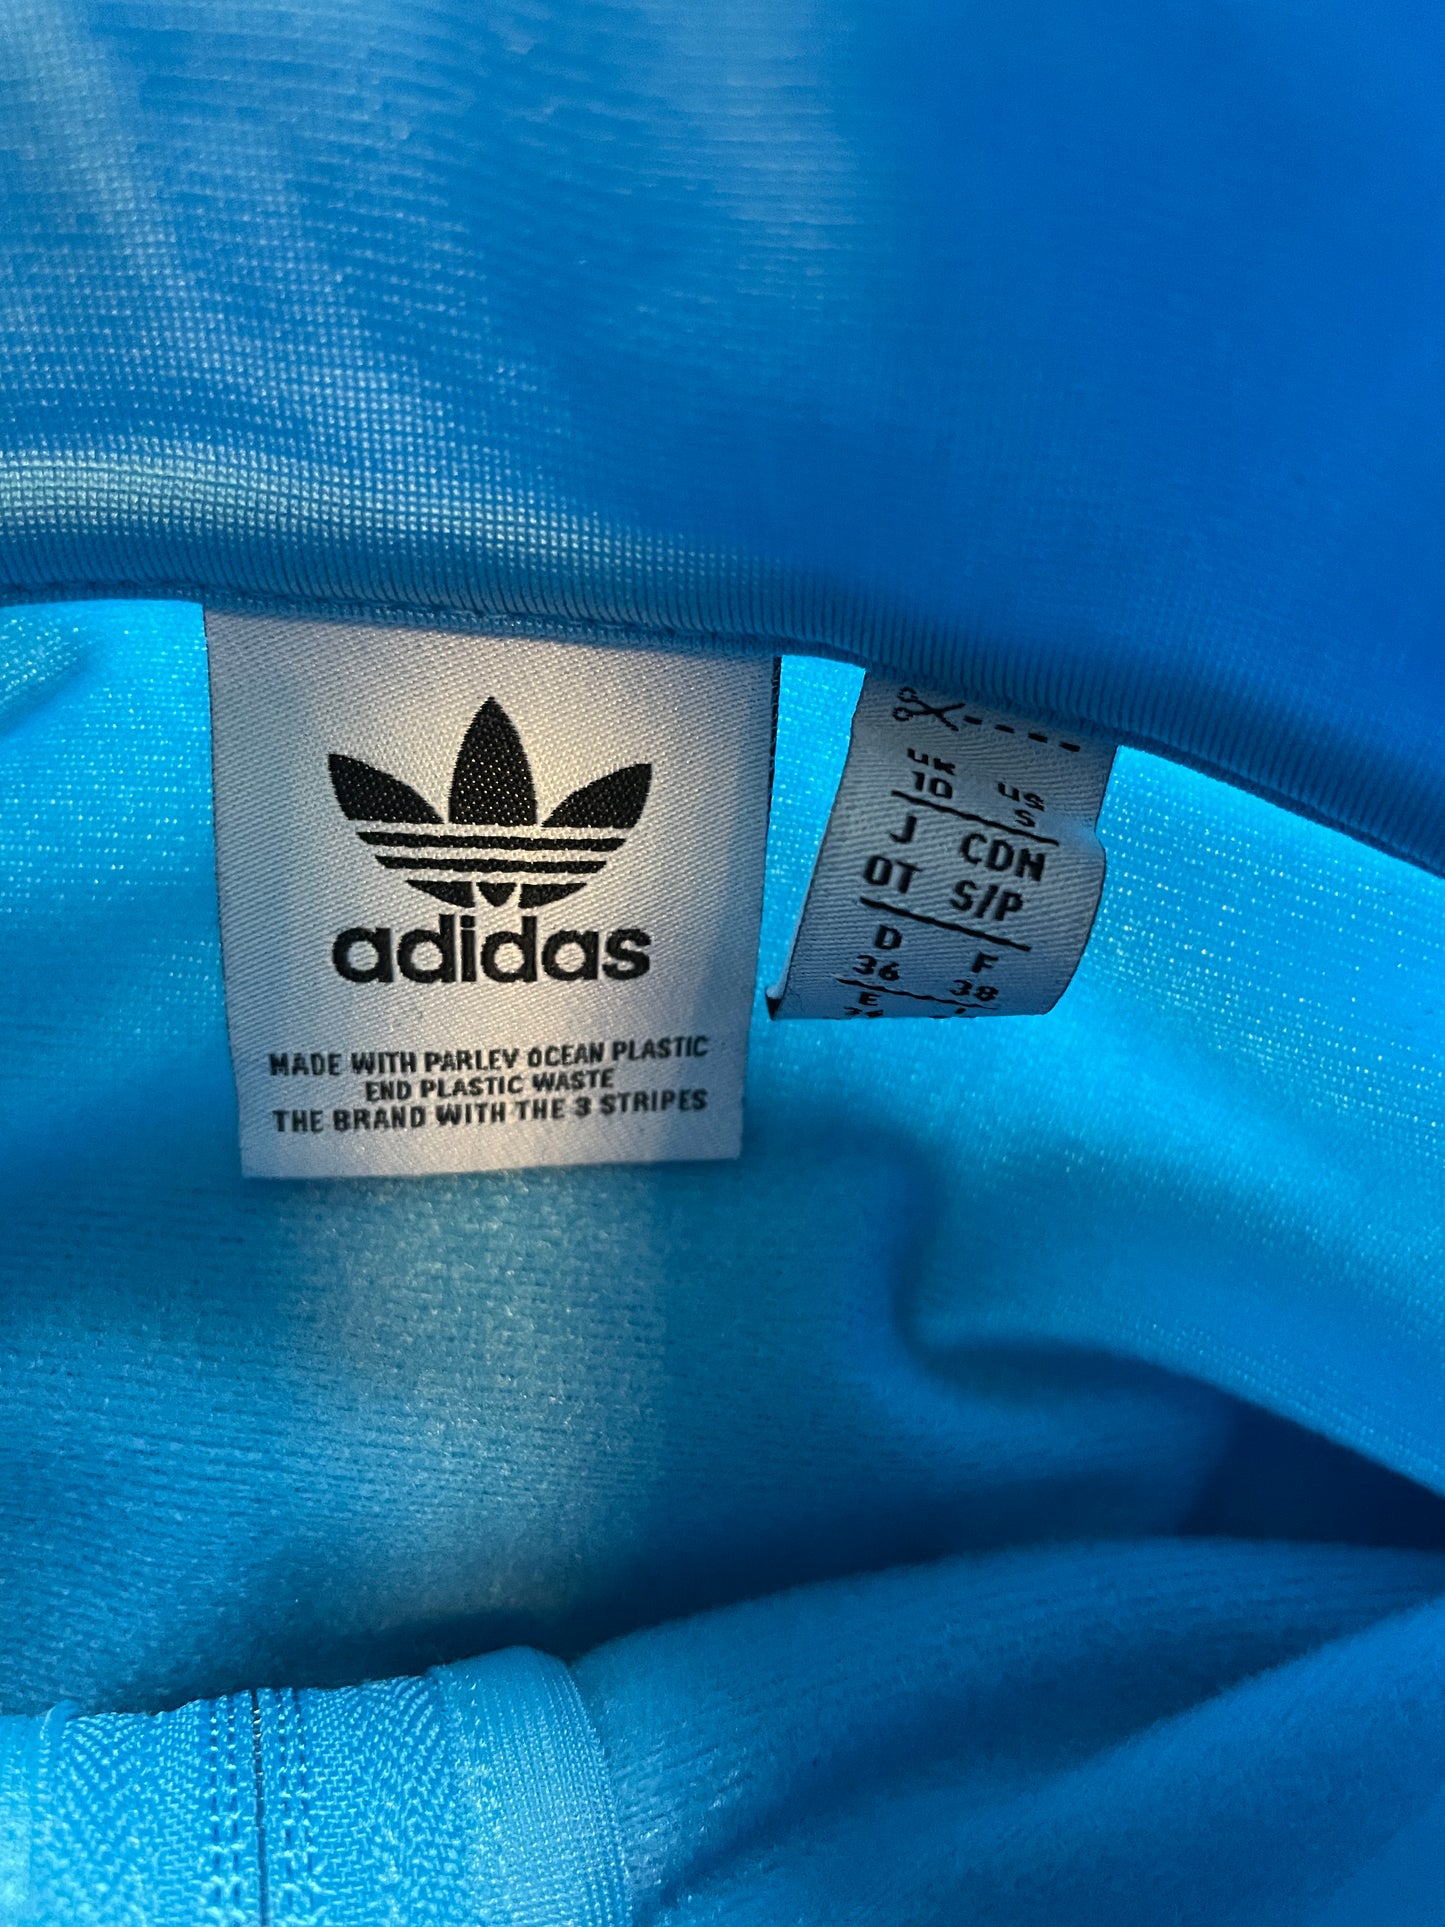 adidas
MADE WITH PARLEY OCEAN PLASTIC
END PLASTIC WASTE
THE BRAND WITH THE 3 STRIPES
UK US
10 S
J CDN
OT S/P
D F
36 38
E